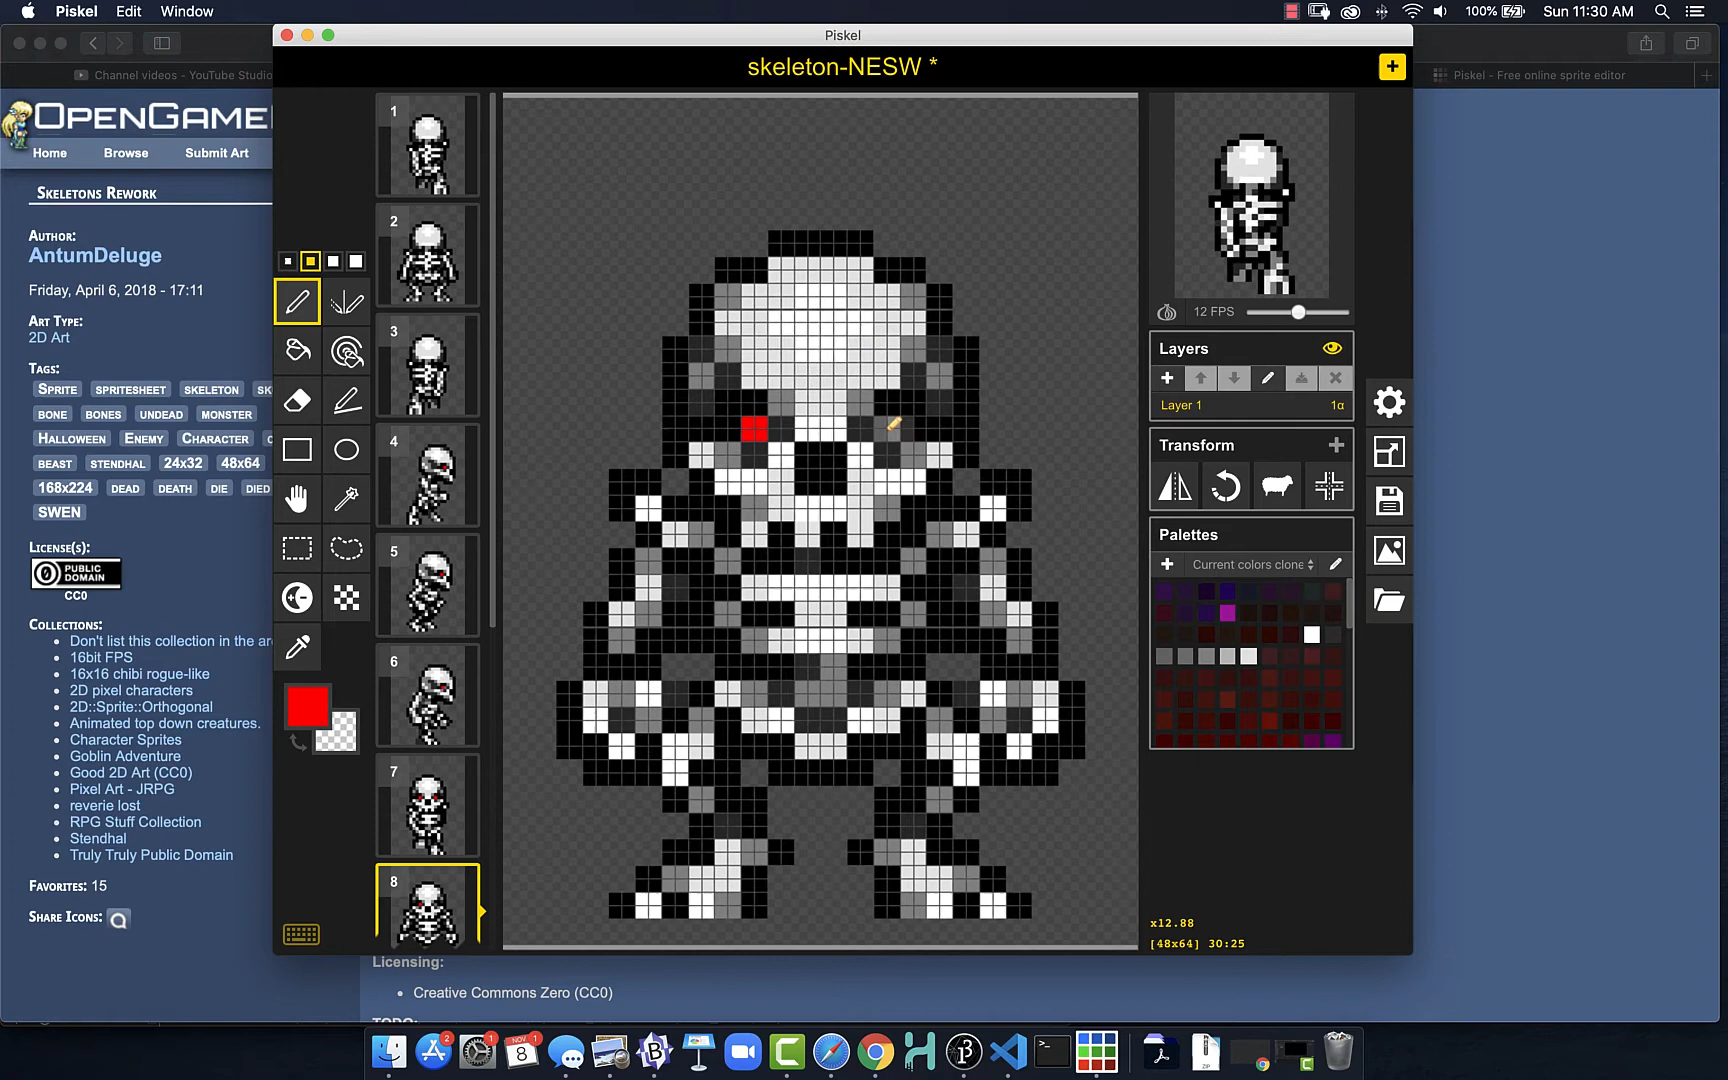 Piskel Edit Window
100% Sun 11:30 AM
Piskel
Channel videos - YouTube Studio
Piskel - Free online sprite editor
skeleton-NESW *
OPENGAME
Home Browse Submit Art
Skeletons Rework
Author:
AntumDeluge
Friday, April 6, 2018 - 17:11
Art Type:
2D Art
Tags:
Sprite SPRITESHEET SKELETON SK
BONE BONES UNDEAD MONSTER
Halloween Enemy Character
BEAST STENDHAL 24x32 48x64
168x224 DEAD DEATH DIE DIED
SWEN
License(s):
PUBLIC DOMAIN
CC0
Collections:
Don't list this collection in the ar
16bit FPS
16x16 chibi rogue-like
2D pixel characters
2D::Sprite::Orthogonal
Animated top down creatures.
Character Sprites
Goblin Adventure
Good 2D Art (CC0)
Pixel Art - JRPG
reverie lost
RPG Stuff Collection
Stendhal
Truly Truly Public Domain
Favorites: 15
Share Icons:
1
2
3
4
5
6
7
8
12 FPS
Layers
Layer 1 1α
Transform
Palettes
Current colors clone
x12.88
[48x64] 30:25
Licensing:
Creative Commons Zero (CC0)
TODO:
2 1 NOV 8 1